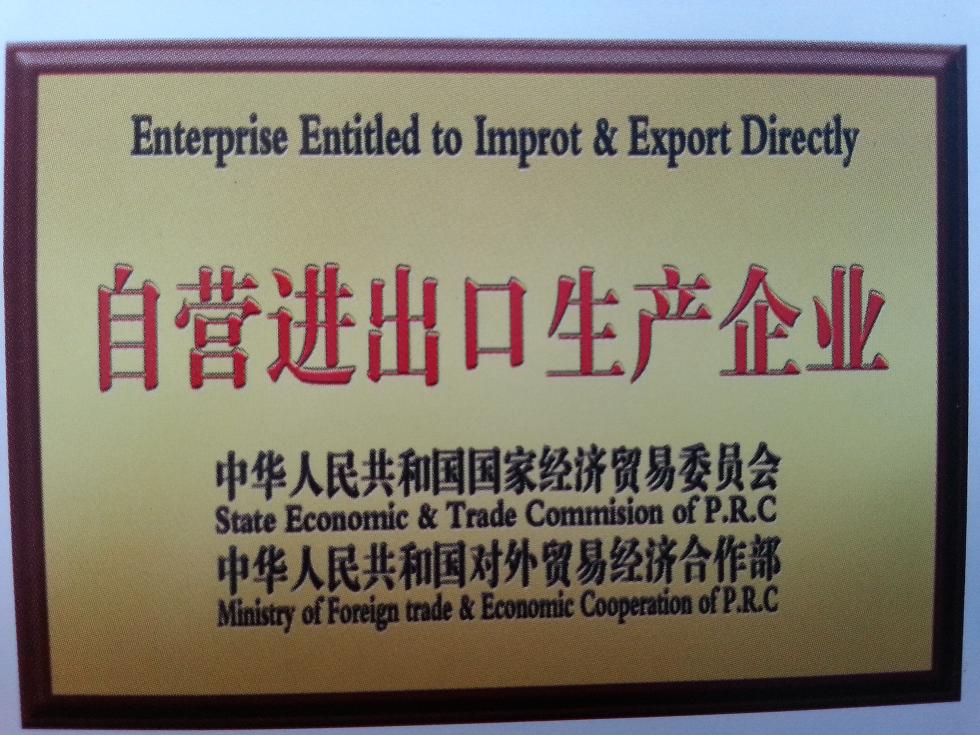 Enterprise Entitled to Improt & Export Directly
自营进出口生产企业
中华人民共和国国家经济贸易委员会
State Economic & Trade Commision of P.R.C
中华人民共和国对外贸易经济合作部
Ministry of Foreign trade & Economic Cooperation of P.R.C